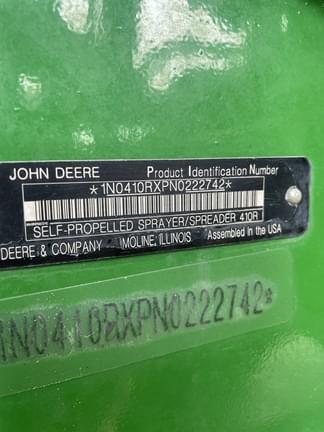 JOHN DEERE Product Identification Number
*1N0410RXPN0222742*
SELF-PROPELLED SPRAYER/SPREADER 410R
DEERE & COMPANY MOLINE, ILLINOIS Assembled in the USA
1N0410RXPN0222742*